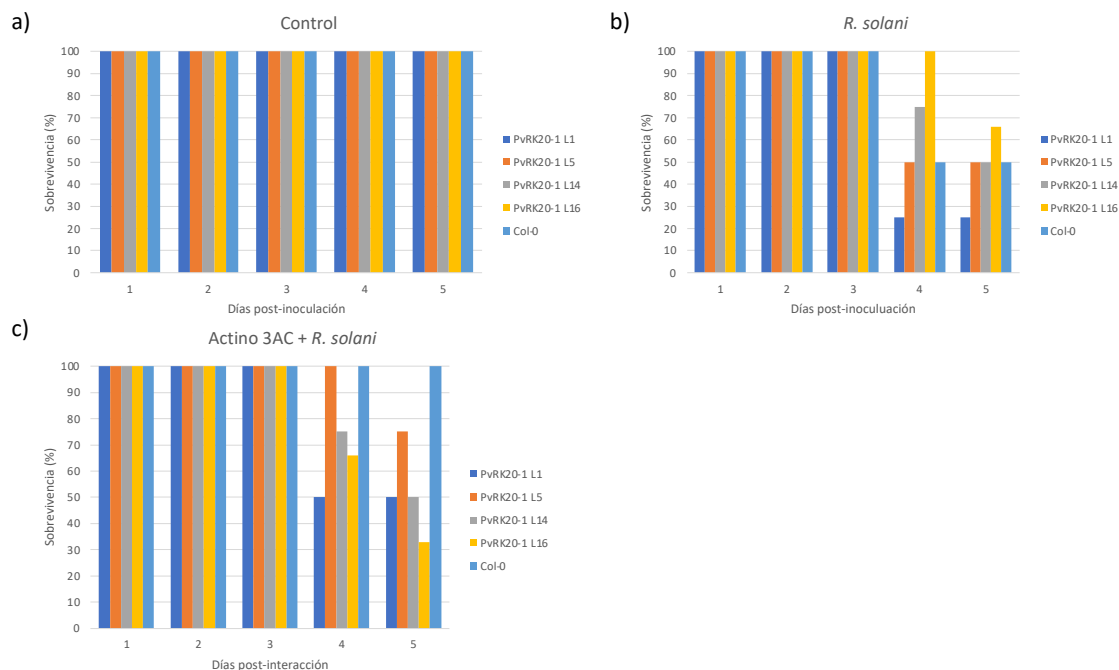 a)
Control
Sobrevivencia (%)
100
90
80
70
60
50
40
30
20
10
0
1 2 3 4 5
Días post-inoculación
PvRK20-1 L1
PvRK20-1 L5
PvRK20-1 L14
PvRK20-1 L16
Col-0
b)
R. solani
Sobrevivencia (%)
100
90
80
70
60
50
40
30
20
10
0
1 2 3 4 5
Días post-inoculuación
PvRK20-1 L1
PvRK20-1 L5
PvRK20-1 L14
PvRK20-1 L16
Col-0
c)
Actino 3AC + R. solani
Sobrevivencia (%)
100
90
80
70
60
50
40
30
20
10
0
1 2 3 4 5
Días post-interacción
PvRK20-1 L1
PvRK20-1 L5
PvRK20-1 L14
PvRK20-1 L16
Col-0